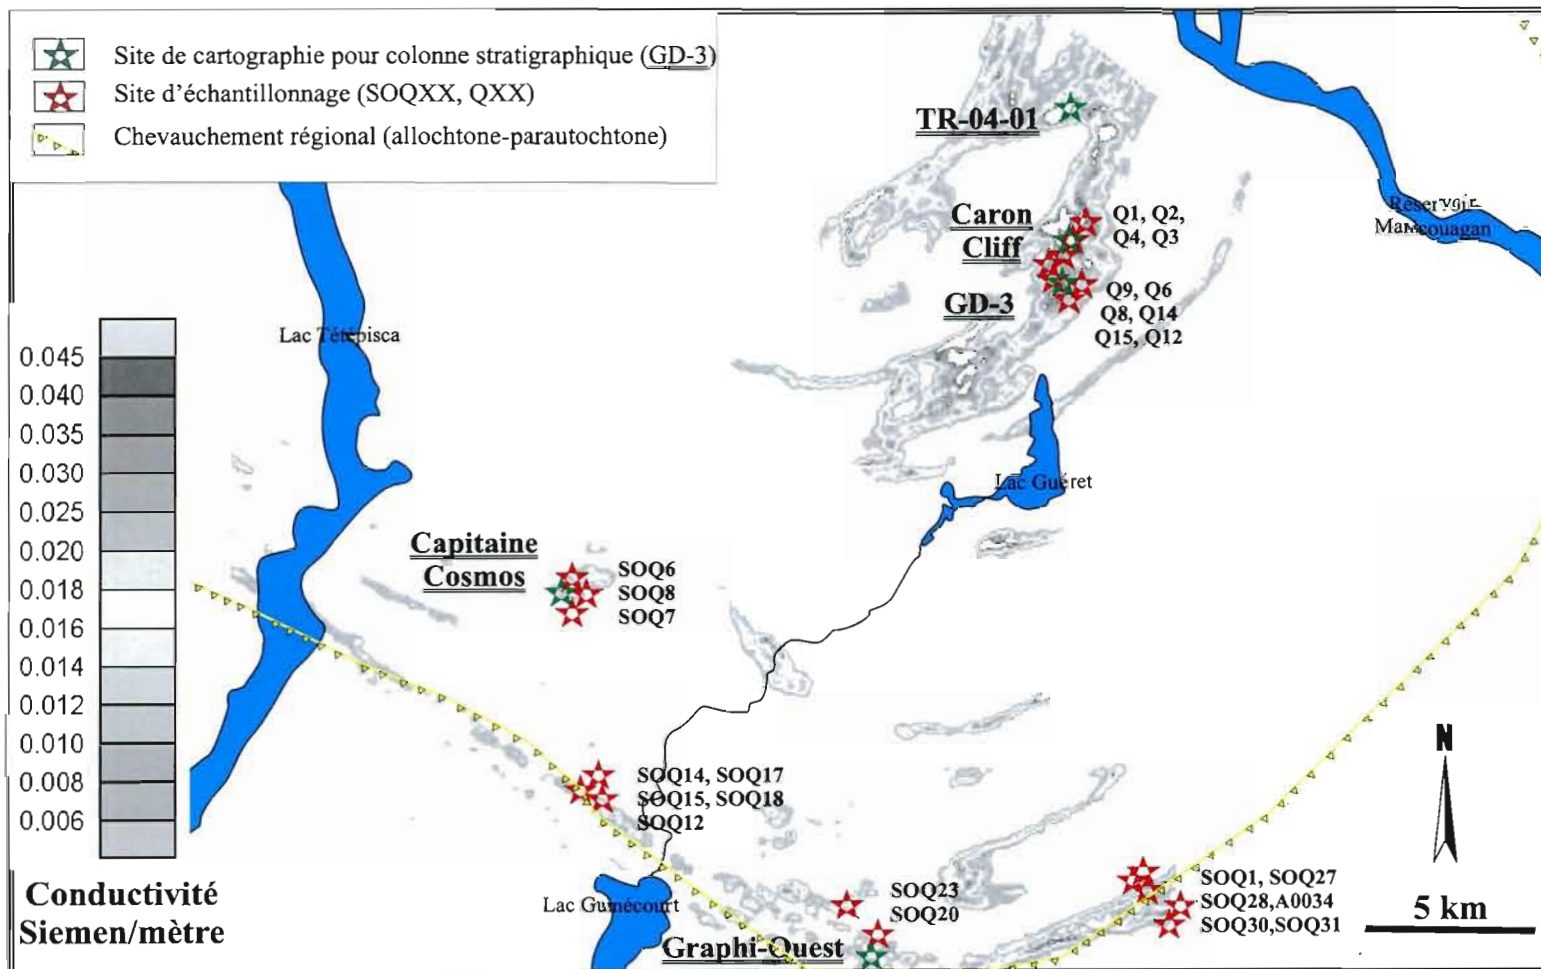 Site de cartographie pour colonne stratigraphique (GD-3)
Site d'échantillonnage (SOQXX, QXX)
Chevauchement régional (allochtone-parautochtone)
TR-04-01
Caron
Cliff
Q1, Q2,
Q4, Q3
Réservoir
Manicouagan
GD-3
Q9, Q6
Q8, Q14
Q15, Q12
Lac Tétépisca
0.045
0.040
0.035
0.030
0.025
0.020
0.018
0.016
0.014
0.012
0.010
0.008
0.006
Conductivité
Siemen/mètre
Lac Guéret
Capitaine
Cosmos
SOQ6
SOQ8
SOQ7
SOQ14, SOQ17
SOQ15, SOQ18
SOQ12
Lac Guinécourt
SOQ23
SOQ20
Graphi-Ouest
SOQ1, SOQ27
SOQ28,A0034
SOQ30,SOQ31
N
5 km